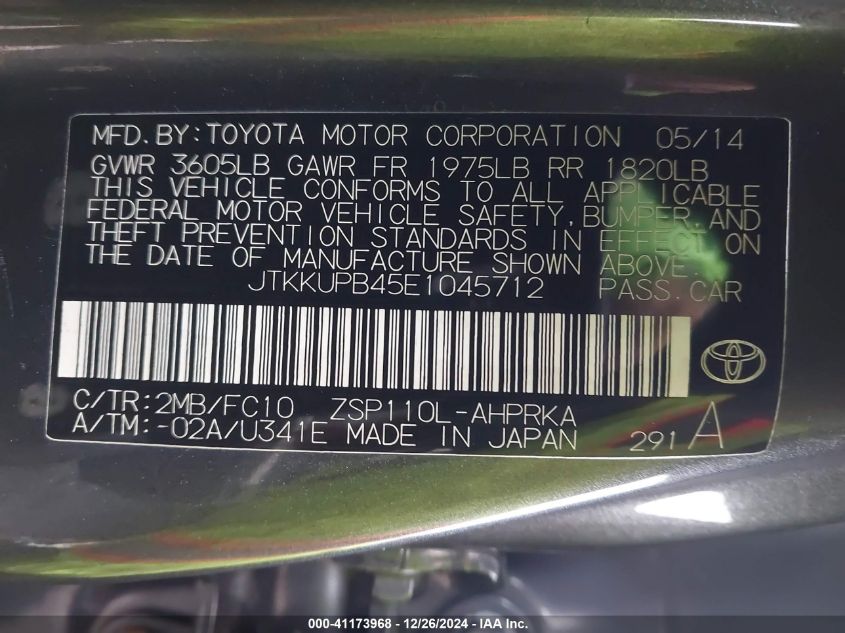 MFD. BY: TOYOTA MOTOR CORPORATION 05/14
GVWR 3605LB GAWR FR 1975LB RR 1820LB
THIS VEHICLE CONFORMS TO ALL APPLICABLE
FEDERAL MOTOR VEHICLE SAFETY, BUMPER, AND
THEFT PREVENTION STANDARDS IN EFFECT ON
THE DATE OF MANUFACTURE SHOWN ABOVE.
JTKKUPB45E1045712 PASS. CAR
C/TR: 2MB/FC10 ZSP110L-AHPRKA
A/TM: -02A/U341E MADE IN JAPAN 291 A
000-41173968 - 12/26/2024 - IAA Inc.